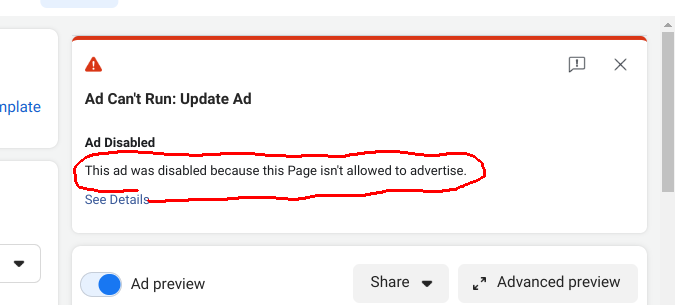 mplate
Ad Can't Run: Update Ad
Ad Disabled
This ad was disabled because this Page isn't allowed to advertise.
See Details
Ad preview
Share
Advanced preview